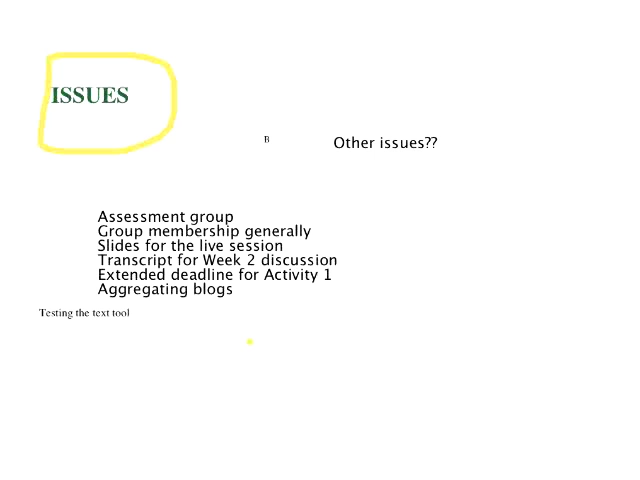 ISSUES
B
Other issues??
Assessment group
Group membership generally
Slides for the live session
Transcript for Week 2 discussion
Extended deadline for Activity 1
Aggregating blogs
Testing the text tool